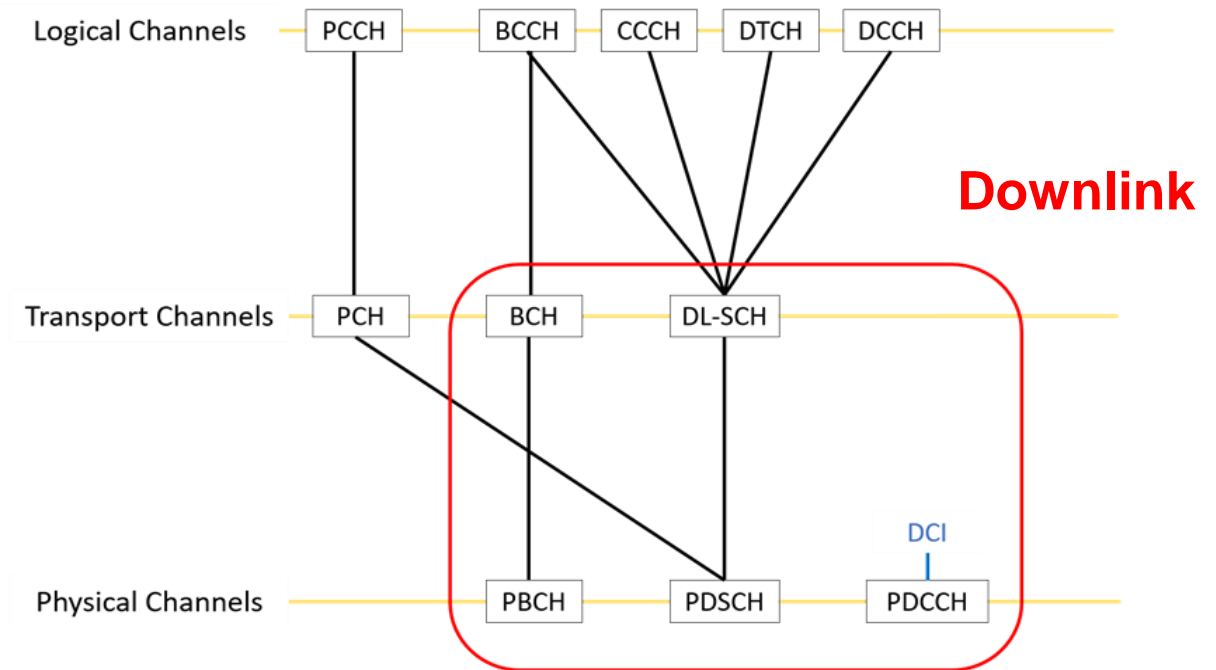 Logical Channels PCCH BCCH CCCH DTCH DCCH
Downlink
Transport Channels PCH BCH DL-SCH
DCI
Physical Channels PBCH PDSCH PDCCH